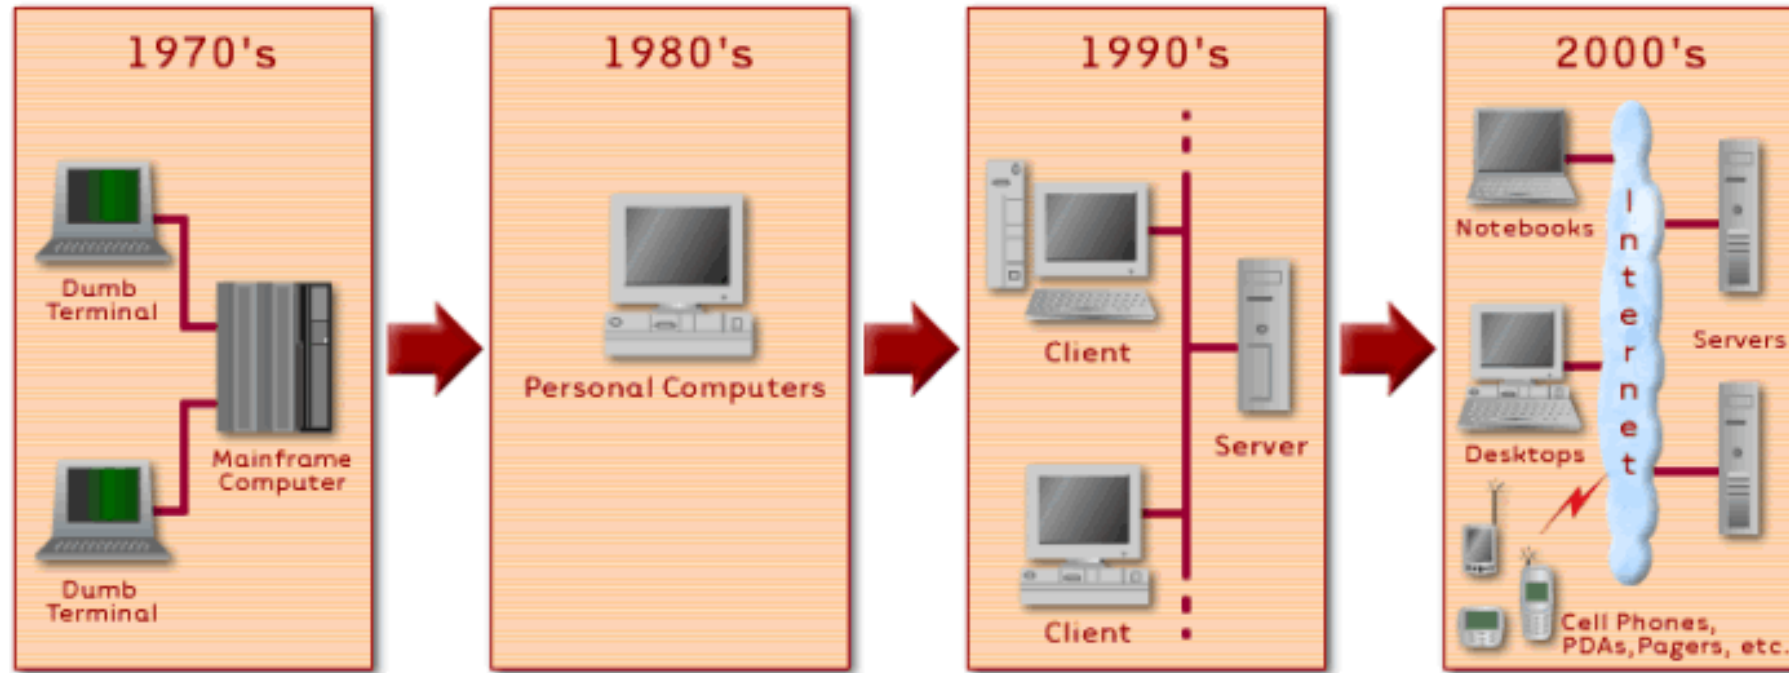 1970's
Dumb
Terminal
Mainframe
Computer
Dumb
Terminal
1980's
Personal Computers
1990's
Client
Server
Client
2000's
Notebooks
Internet
Servers
Desktops
Cell Phones,
PDAs, Pagers, etc.